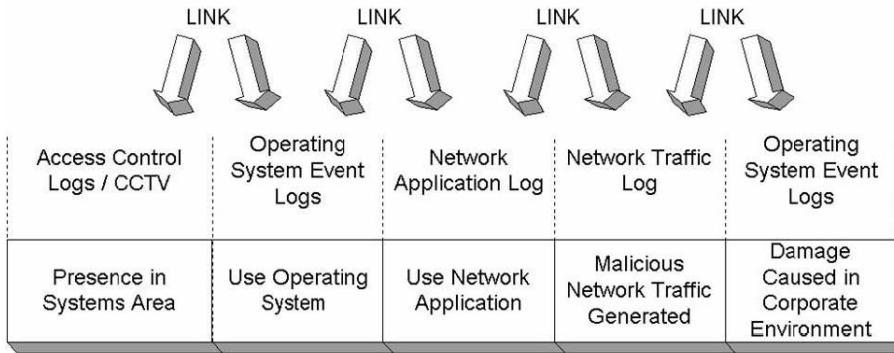 LINK
LINK
LINK
LINK
Access Control
Logs / CCTV
Operating
System Event
Logs
Network
Application Log
Network Traffic
Log
Operating
System Event
Logs
Presence in
Systems Area
Use Operating
System
Use Network
Application
Malicious
Network Traffic
Generated
Damage
Caused in
Corporate
Environment